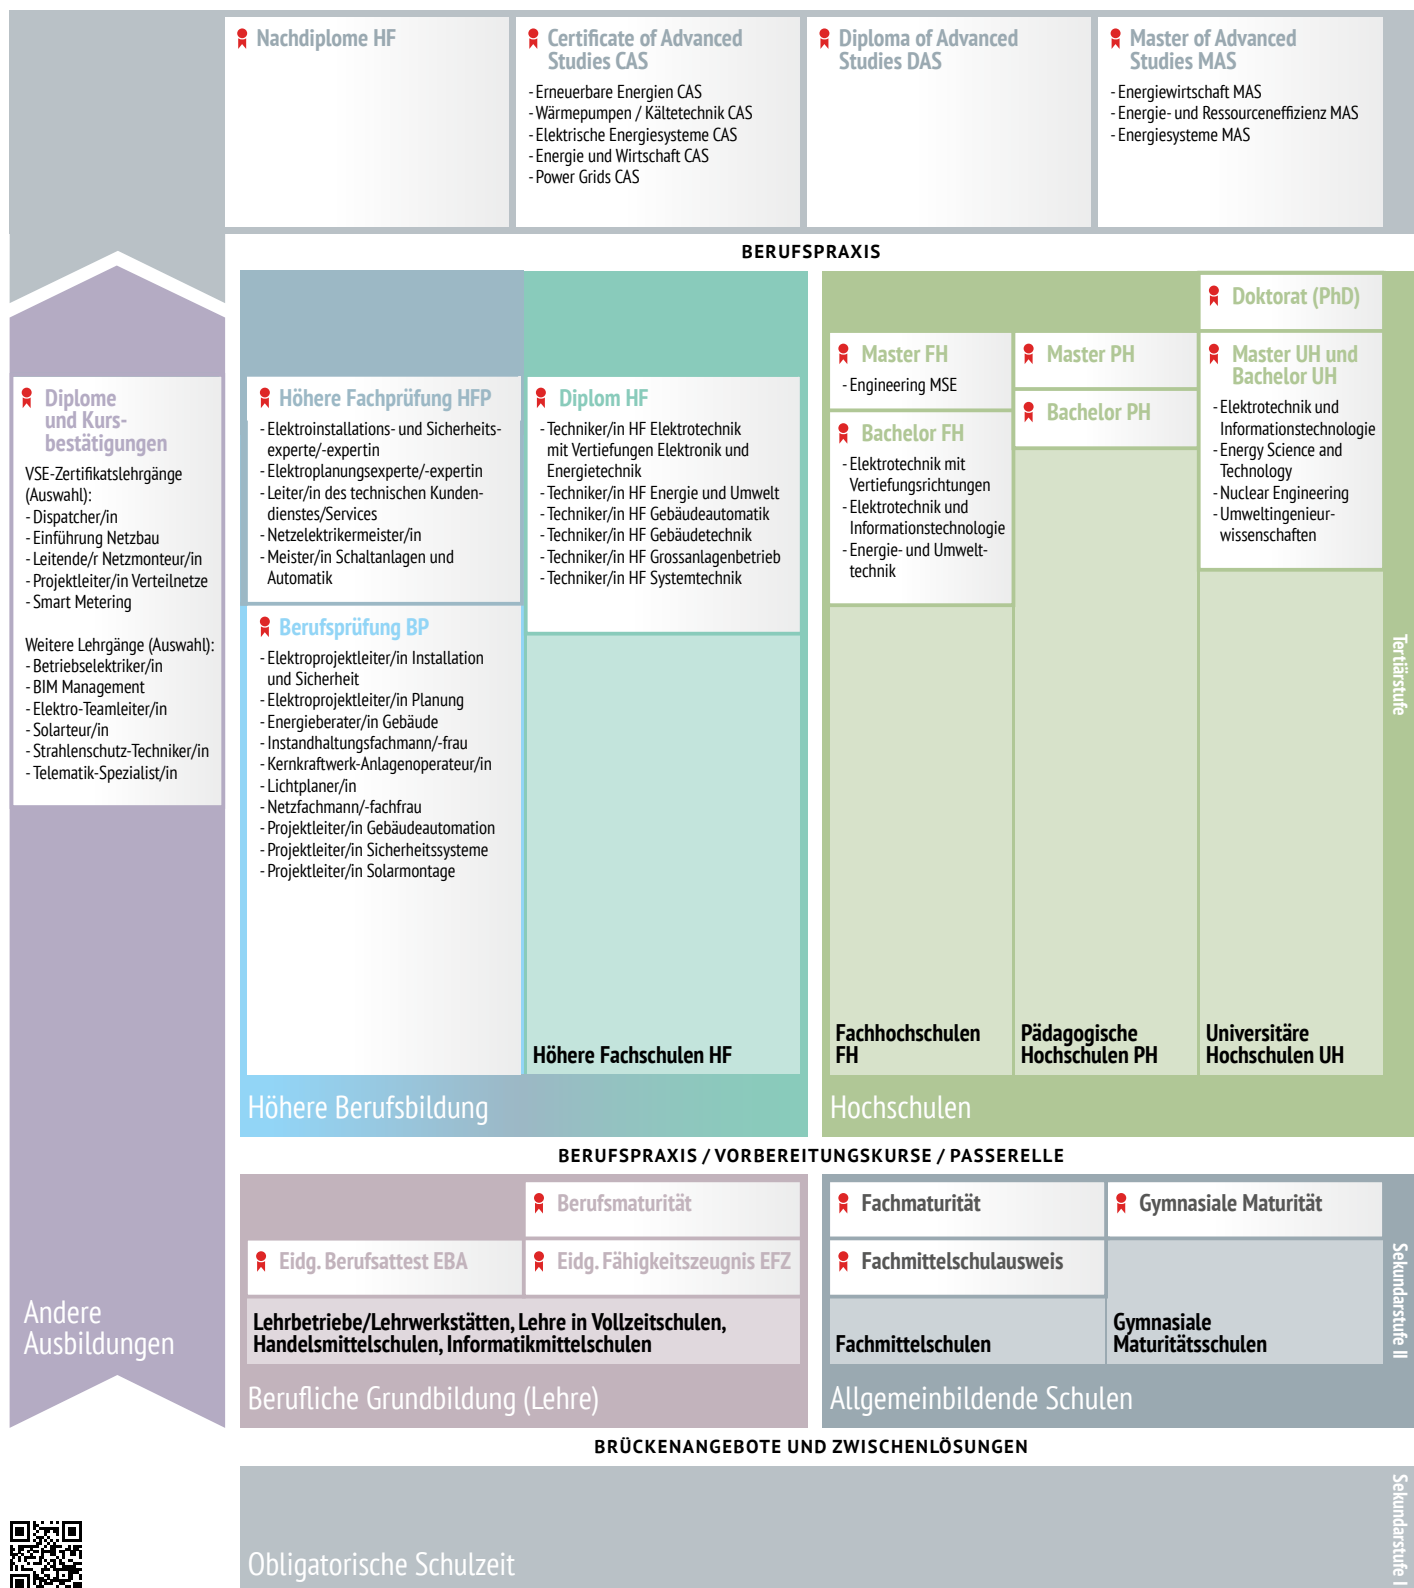 Nachdiplome HF
Certificate of Advanced
Studies CAS
- Erneuerbare Energien CAS
- Wärmepumpen / Kältetechnik CAS
- Elektrische Energiesysteme CAS
- Energie und Wirtschaft CAS
- Power Grids CAS
Diploma of Advanced
Studies DAS
Master of Advanced
Studies MAS
- Energiewirtschaft MAS
- Energie- und Ressourceneffizienz MAS
- Energiesysteme MAS
BERUFSPRAXIS
Diplome
und Kurs-
bestätigungen
VSE-Zertifikatslehrgänge
(Auswahl):
- Dispatcher/in
- Einführung Netzbau
- Leitende/r Netzmonteur/in
- Projektleiter/in Verteilnetze
- Smart Metering
Weitere Lehrgänge (Auswahl):
- Betriebselektriker/in
- BIM Management
- Elektro-Teamleiter/in
- Solarteur/in
- Strahlenschutz-Techniker/in
- Telematik-Spezialist/in
Andere
Ausbildungen
Höhere Fachprüfung HFP
- Elektroinstallations- und Sicherheits-
experte/-expertin
- Elektroplanungsexperte/-expertin
- Leiter/in des technischen Kunden-
dienstes/Services
- Netzelektrikermeister/in
- Meister/in Schaltanlagen und
Automatik
Berufsprüfung BP
- Elektroprojektleiter/in Installation
und Sicherheit
- Elektroprojektleiter/in Planung
- Energieberater/in Gebäude
- Instandhaltungsfachmann/-frau
- Kernkraftwerk-Anlagenoperateur/in
- Lichtplaner/in
- Netzfachmann/-fachfrau
- Projektleiter/in Gebäudeautomation
- Projektleiter/in Sicherheitssysteme
- Projektleiter/in Solarmontage
Diplom HF
- Techniker/in HF Elektrotechnik
mit Vertiefungen Elektronik und
Energietechnik
- Techniker/in HF Energie und Umwelt
- Techniker/in HF Gebäudeautomatik
- Techniker/in HF Gebäudetechnik
- Techniker/in HF Grossanlagenbetrieb
- Techniker/in HF Systemtechnik
Höhere Fachschulen HF
Höhere Berufsbildung
Master FH
- Engineering MSE
Bachelor FH
- Elektrotechnik mit
Vertiefungsrichtungen
- Elektrotechnik und
Informationstechnologie
- Energie- und Umwelt-
technik
Fachhochschulen
FH
Master PH
Bachelor PH
Pädagogische
Hochschulen PH
Doktorat (PhD)
Master UH und
Bachelor UH
- Elektrotechnik und
Informationstechnologie
- Energy Science and
Technology
- Nuclear Engineering
- Umweltingenieur-
wissenschaften
Universitäre
Hochschulen UH
Hochschulen
Tertiärstufe
BERUFSPRAXIS / VORBEREITUNGSKURSE / PASSERELLE
Berufsmaturität
Eidg. Berufsattest EBA
Eidg. Fähigkeitszeugnis EFZ
Lehrbetriebe/Lehrwerkstätten, Lehre in Vollzeitschulen,
Handelsmittelschulen, Informatikmittelschulen
Berufliche Grundbildung (Lehre)
Fachmaturität
Fachmittelschulausweis
Fachmittelschulen
Gymnasiale Maturität
Gymnasiale
Maturitätsschulen
Allgemeinbildende Schulen
Sekundarstufe II
BRÜCKENANGEBOTE UND ZWISCHENLÖSUNGEN
Obligatorische Schulzeit
Sekundarstufe I